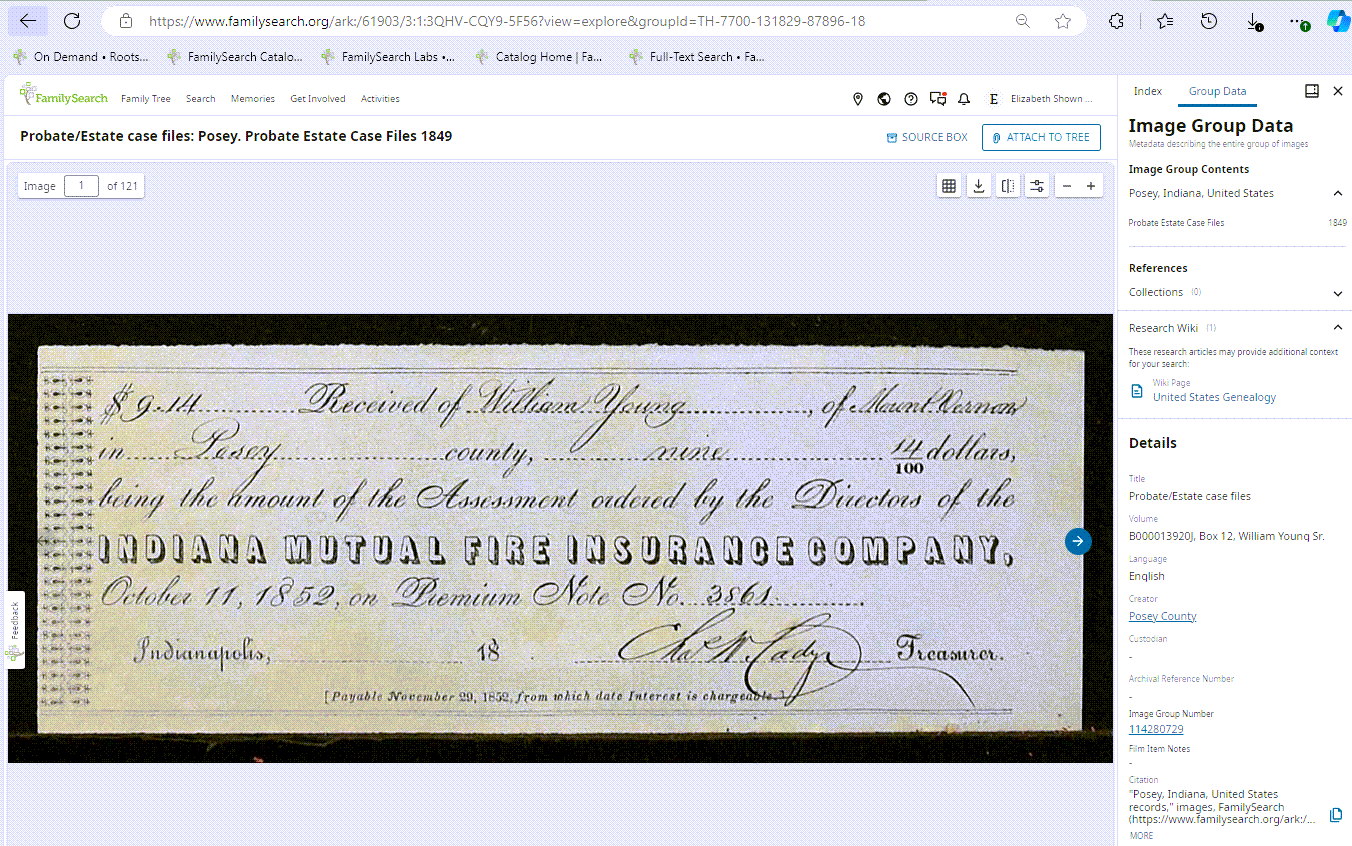 https://www.familysearch.org/ark:/61903/3:1:3QHV-CQY9-5F56?view=explore&groupId=TH-7700-131829-87896-18
On Demand • Roots... FamilySearch Catalo... FamilySearch Labs •... Catalog Home | Fa... Full-Text Search • Fa...
FamilySearch Family Tree Search Memories Get Involved Activities E Elizabeth Shown ...
Probate/Estate case files: Posey. Probate Estate Case Files 1849
SOURCE BOX ATTACH TO TREE
Image 1 of 121
$ 9.14 Received of William Young, of Mount Vernon
in Posey county, nine 14/100 dollars,
being the amount of the Assessment ordered by the Directors of the
INDIANA MUTUAL FIRE INSURANCE COMPANY,
October 11, 1852, on Premium Note No. 3861.
Indianapolis, 18 Chas W. Cady Treasurer.
[Payable November 29, 1852, from which date Interest is chargeable.]
Feedback
Index Group Data
Image Group Data
Metadata describing the entire group of images
Image Group Contents
Posey, Indiana, United States
Probate Estate Case Files 1849
References
Collections (0)
Research Wiki (1)
These research articles may provide additional context
for your search:
Wiki Page
United States Genealogy
Details
Title
Probate/Estate case files
Volume
B000013920J, Box 12, William Young Sr.
Language
English
Creator
Posey County
Custodian
-
Archival Reference Number
-
Image Group Number
114280729
Film Item Notes
-
Citation
"Posey, Indiana, United States
records," images, FamilySearch
(https://www.familysearch.org/ark:/...
MORE